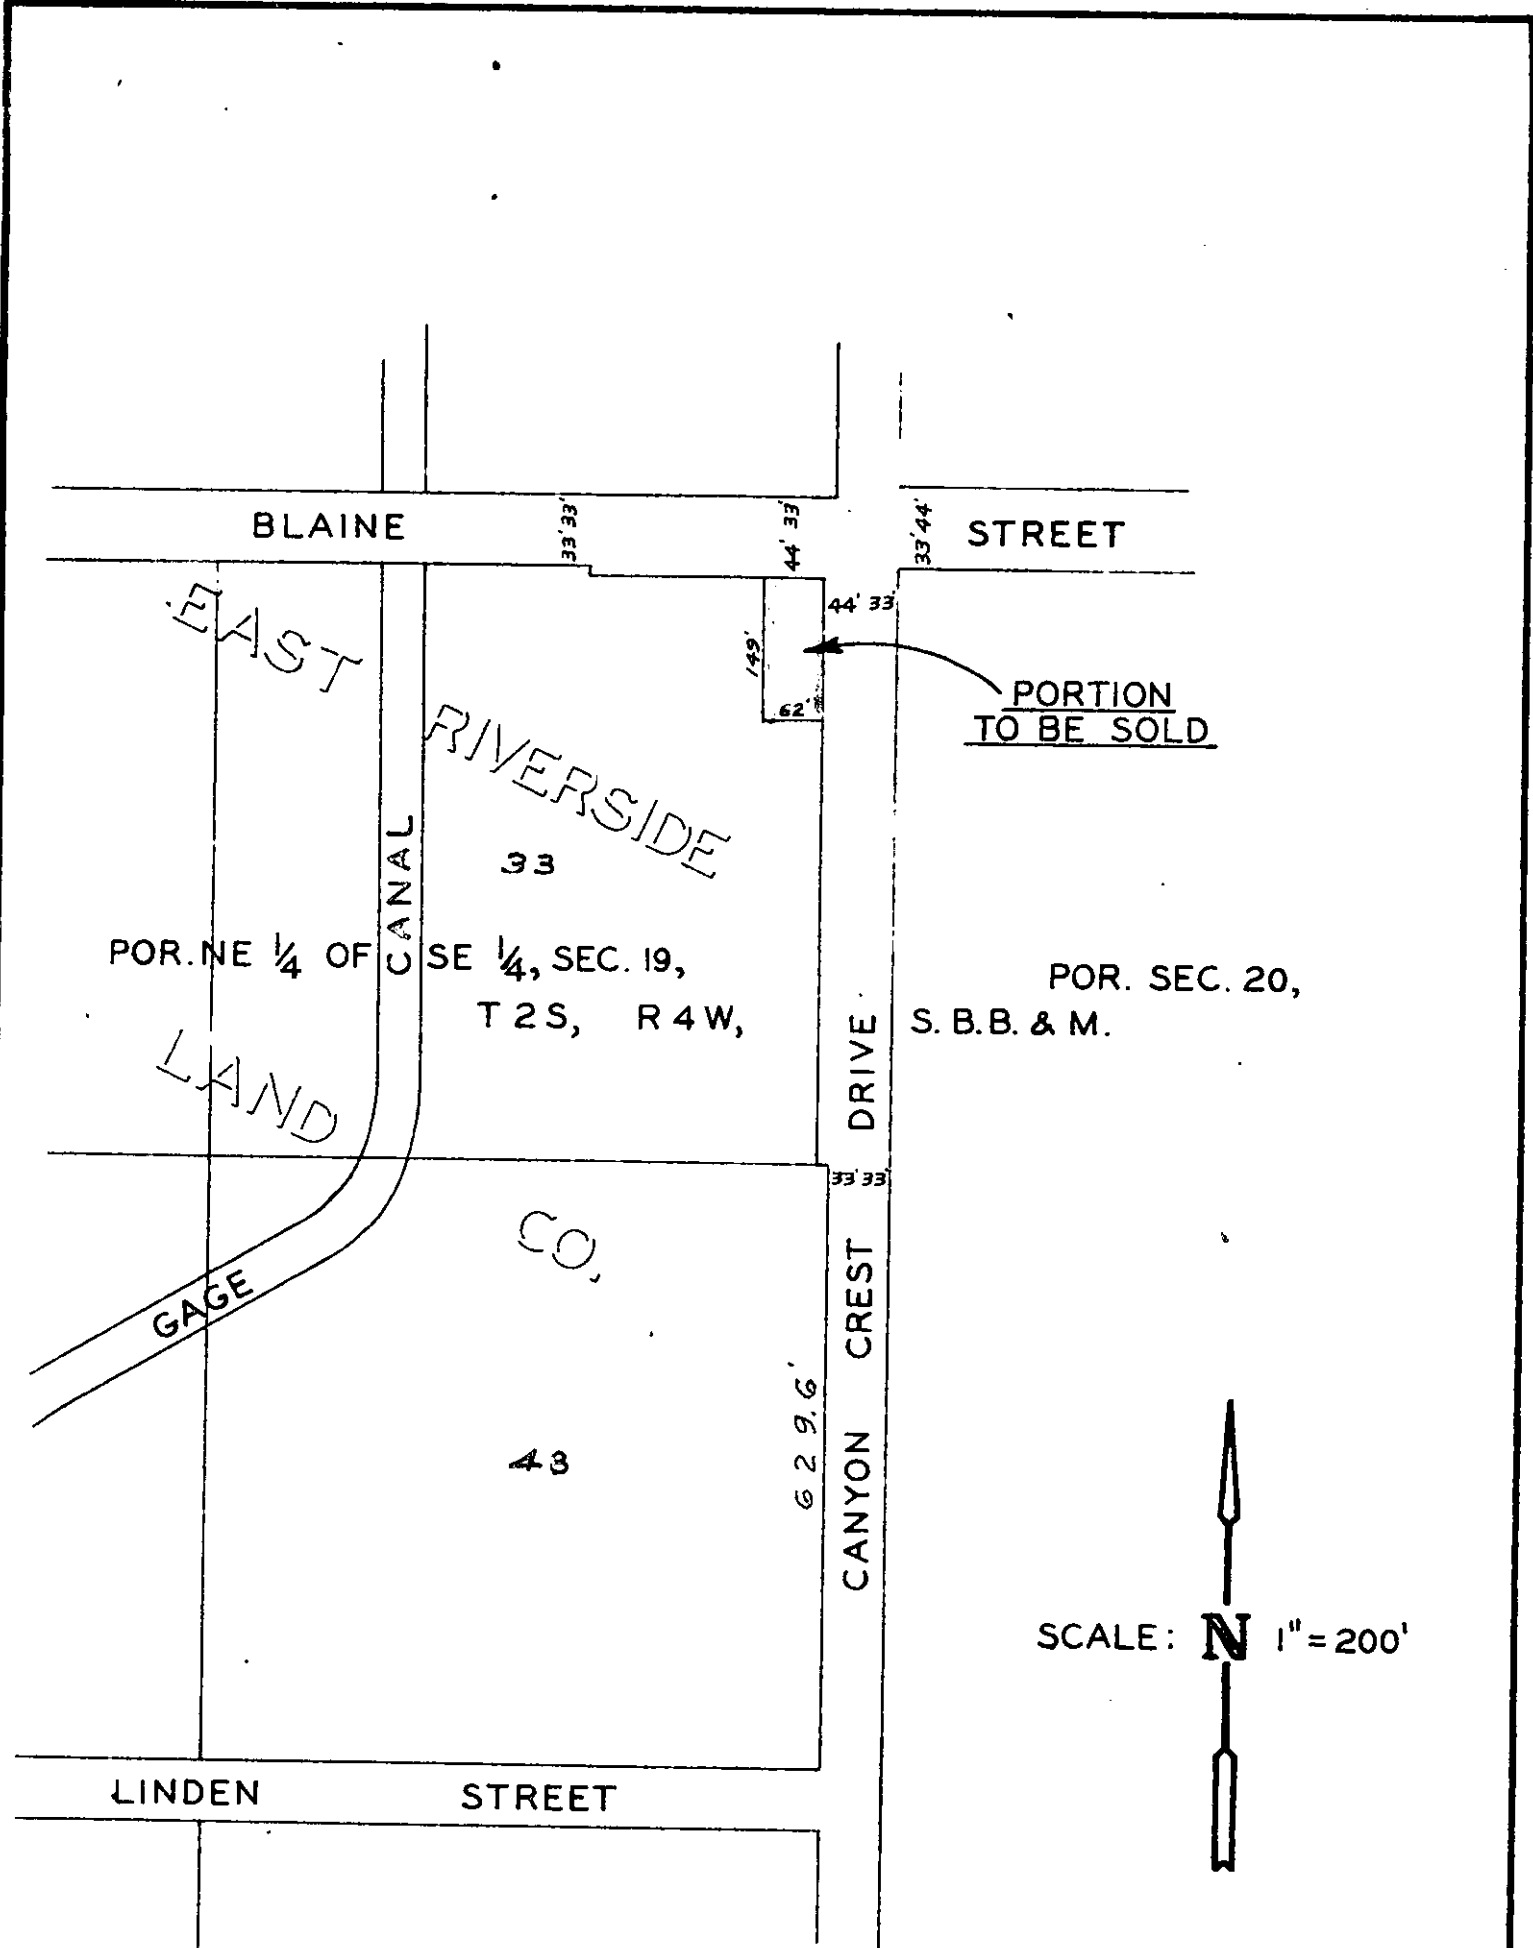 BLAINE
33' 33'
44' 33'
33' 44'
STREET
EAST
44' 33'
149'
62'
PORTION
TO BE SOLD
RIVERSIDE
CANAL
33
POR. NE 1/4 OF SE 1/4, SEC. 19,
T 2 S, R 4 W,
POR. SEC. 20,
S. B. B. & M.
LAND
DRIVE
33' 33'
CO.
GAGE
CANYON CREST
629.6'
43
SCALE: N 1" = 200'
LINDEN STREET